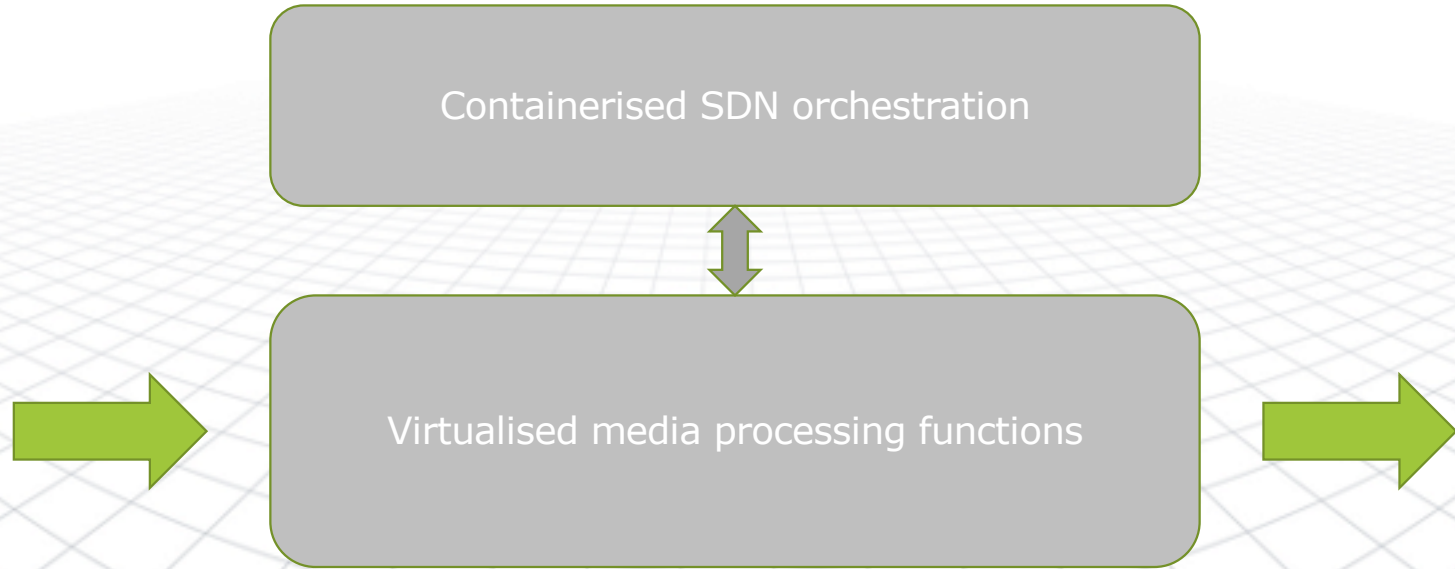 Containerised SDN orchestration
Virtualised media processing functions